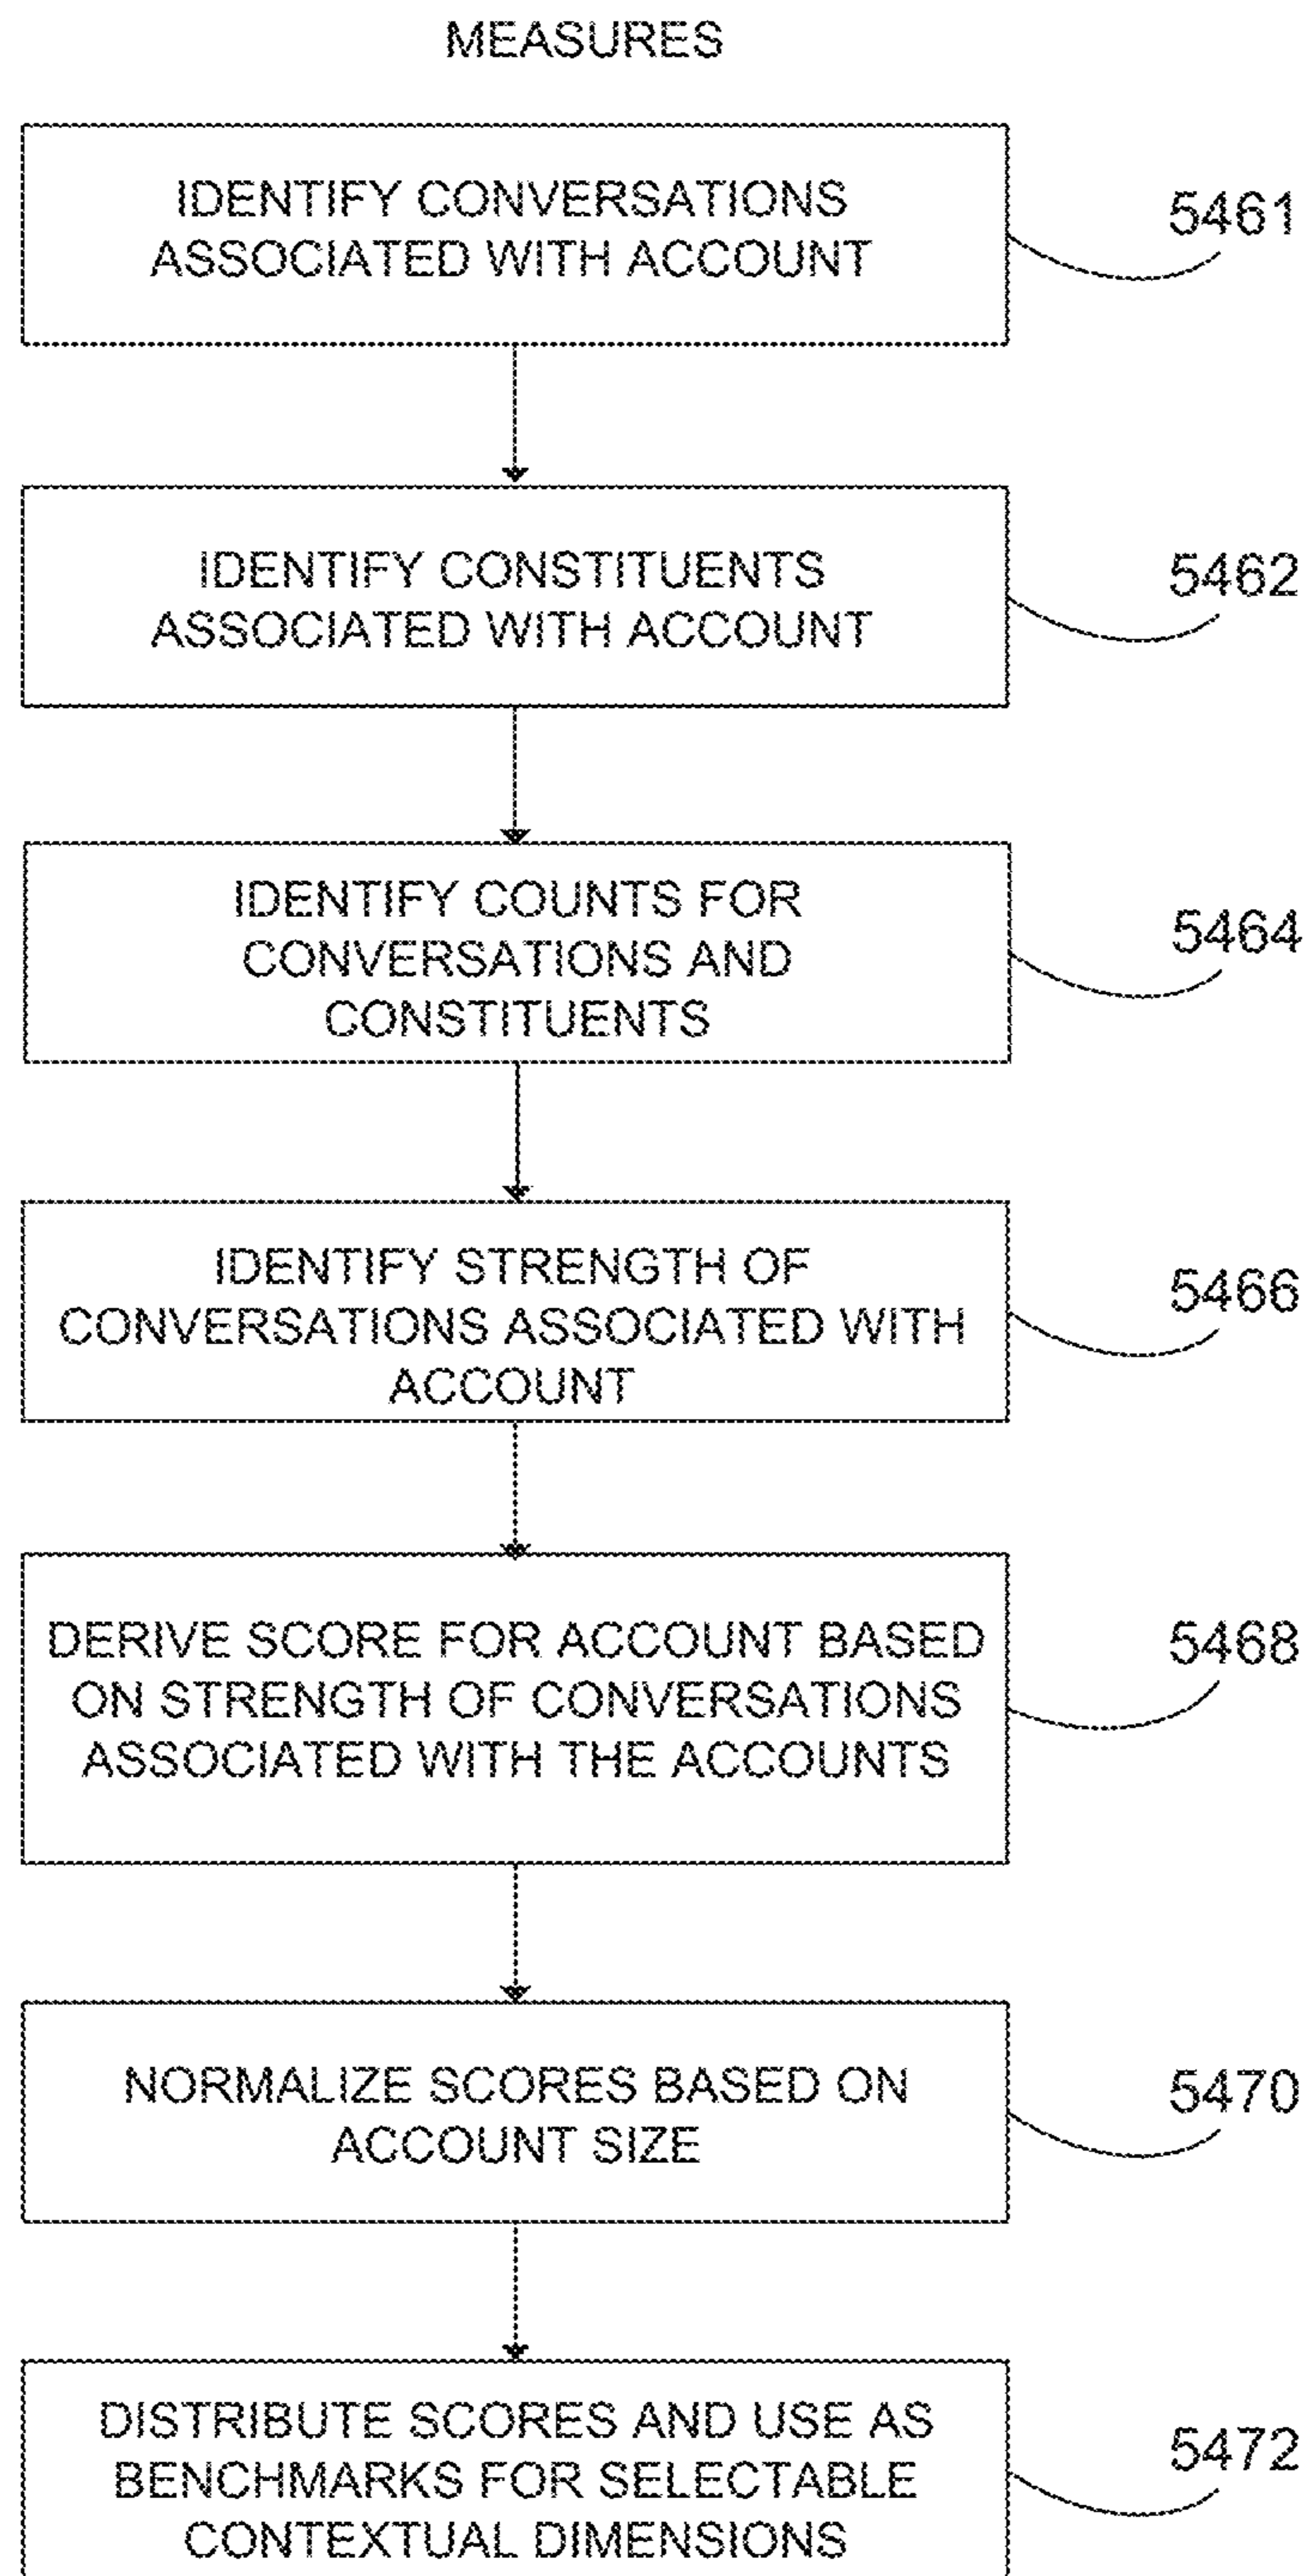 MEASURES
IDENTIFY CONVERSATIONS
ASSOCIATED WITH ACCOUNT
5461
IDENTIFY CONSTITUENTS
ASSOCIATED WITH ACCOUNT
5462
IDENTIFY COUNTS FOR
CONVERSATIONS AND
CONSTITUENTS
5464
IDENTIFY STRENGTH OF
CONVERSATIONS ASSOCIATED WITH
ACCOUNT
5466
DERIVE SCORE FOR ACCOUNT BASED
ON STRENGTH OF CONVERSATIONS
ASSOCIATED WITH THE ACCOUNTS
5468
NORMALIZE SCORES BASED ON
ACCOUNT SIZE
5470
DISTRIBUTE SCORES AND USE AS
BENCHMARKS FOR SELECTABLE
CONTEXTUAL DIMENSIONS
5472